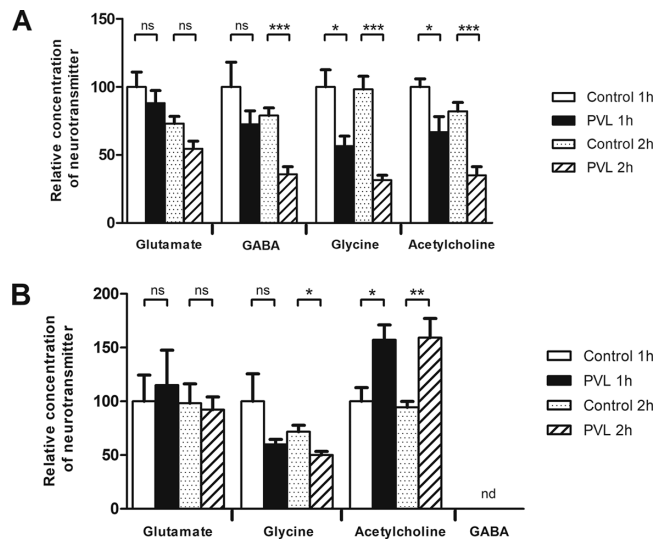 A
Relative concentration
of neurotransmitter
150
100
50
0
ns
ns
ns
***
*
***
*
***
Glutamate
GABA
Glycine
Acetylcholine
Control 1h
PVL 1h
Control 2h
PVL 2h
B
Relative concentration
of neurotransmitter
200
150
100
50
0
ns
ns
ns
*
*
**
nd
Glutamate
Glycine
Acetylcholine
GABA
Control 1h
PVL 1h
Control 2h
PVL 2h